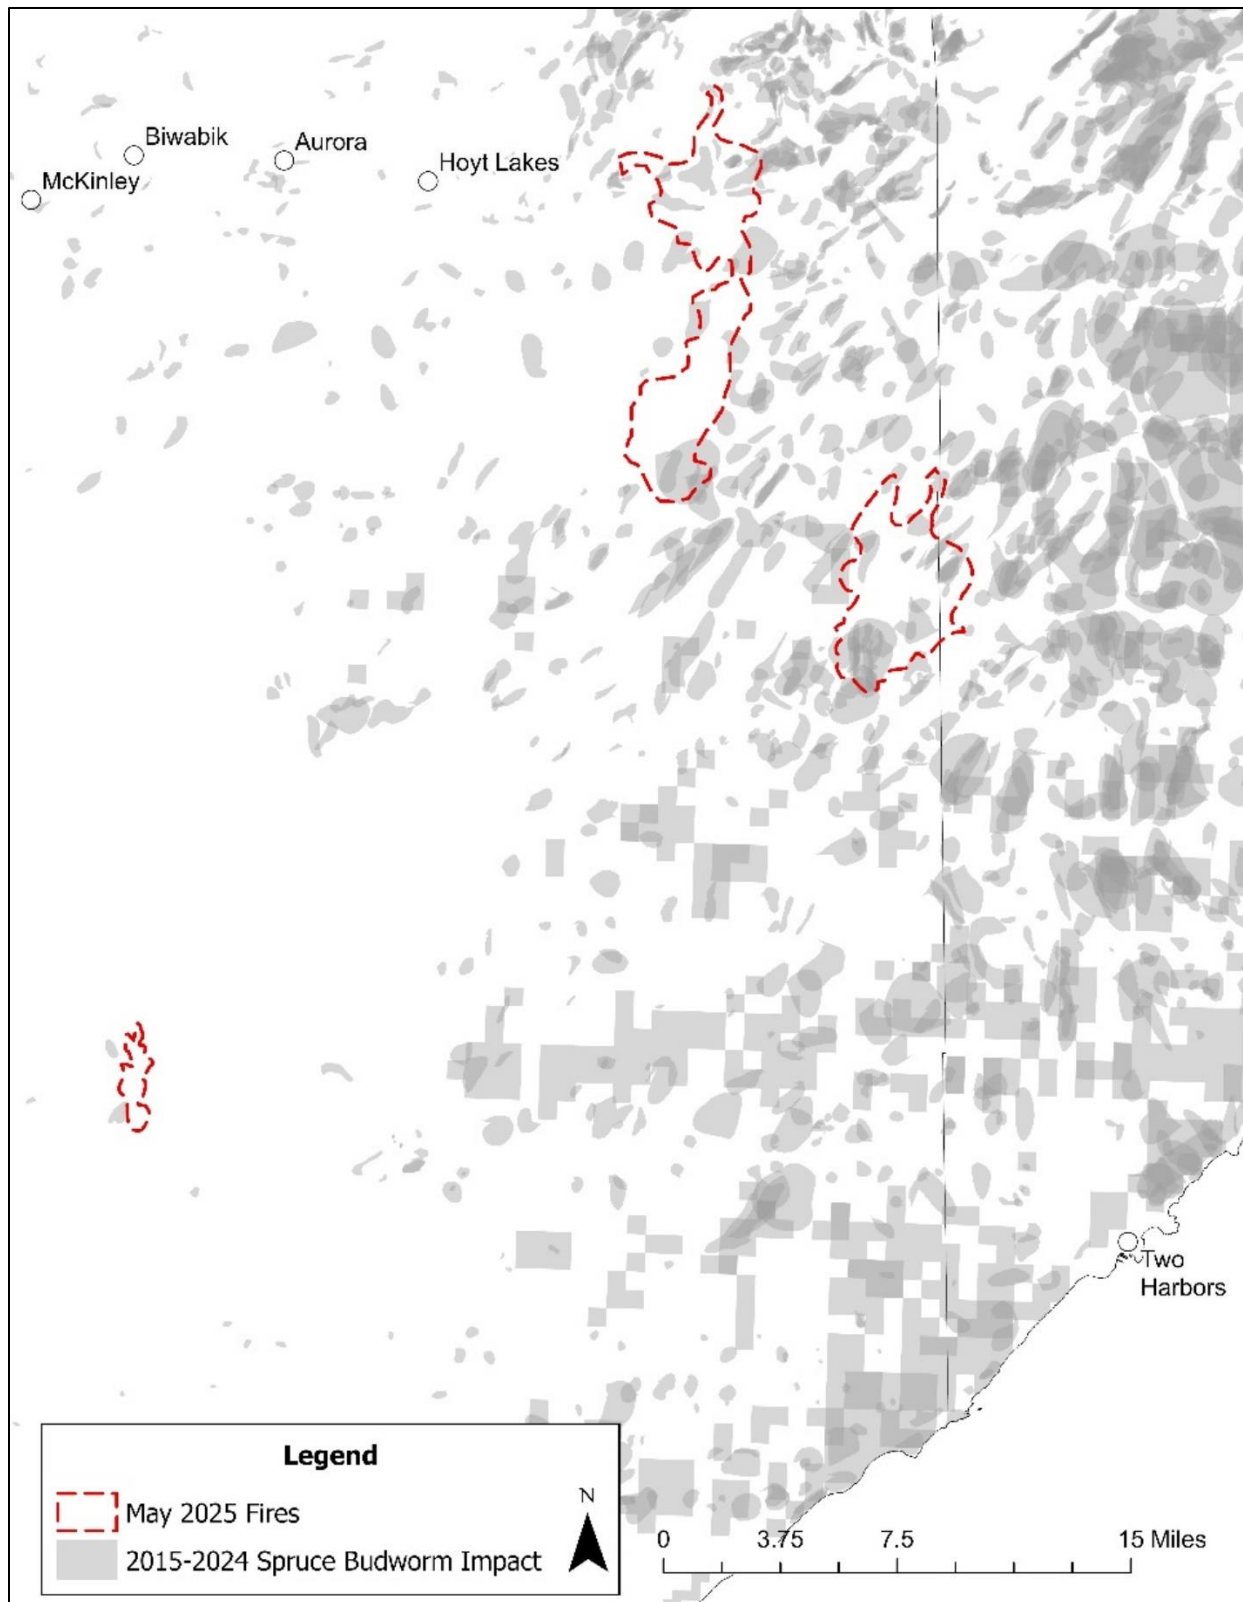 Biwabik
Aurora
Hoyt Lakes
McKinley
Two
Harbors
Legend
May 2025 Fires
2015-2024 Spruce Budworm Impact
N
0 3.75 7.5 15 Miles